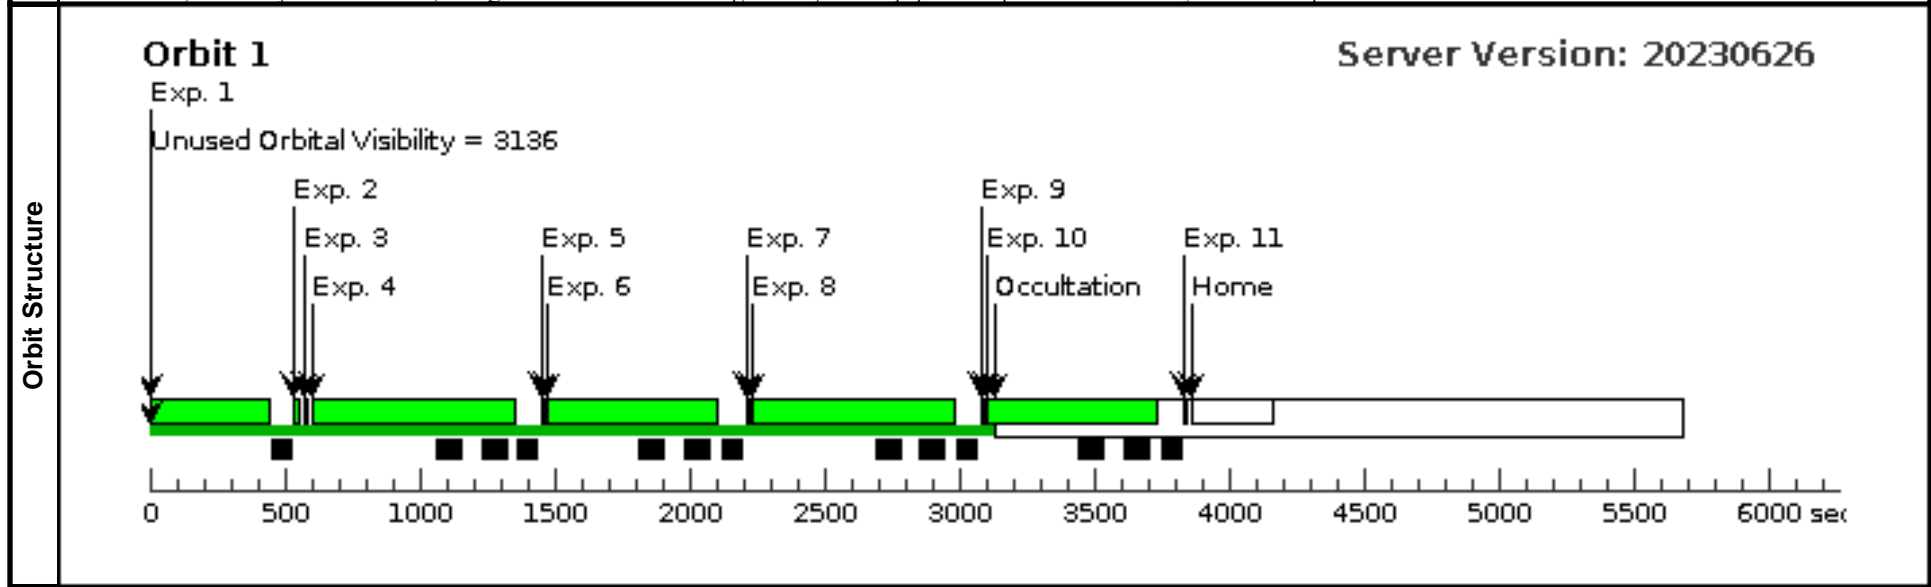 Orbit Structure
Orbit 1 Server Version: 20230626
Exp. 1
Unused Orbital Visibility = 3136
Exp. 2 Exp. 9
Exp. 3 Exp. 5 Exp. 7 Exp. 10 Exp. 11
Exp. 4 Exp. 6 Exp. 8 Occultation Home
0 500 1000 1500 2000 2500 3000 3500 4000 4500 5000 5500 6000 sec